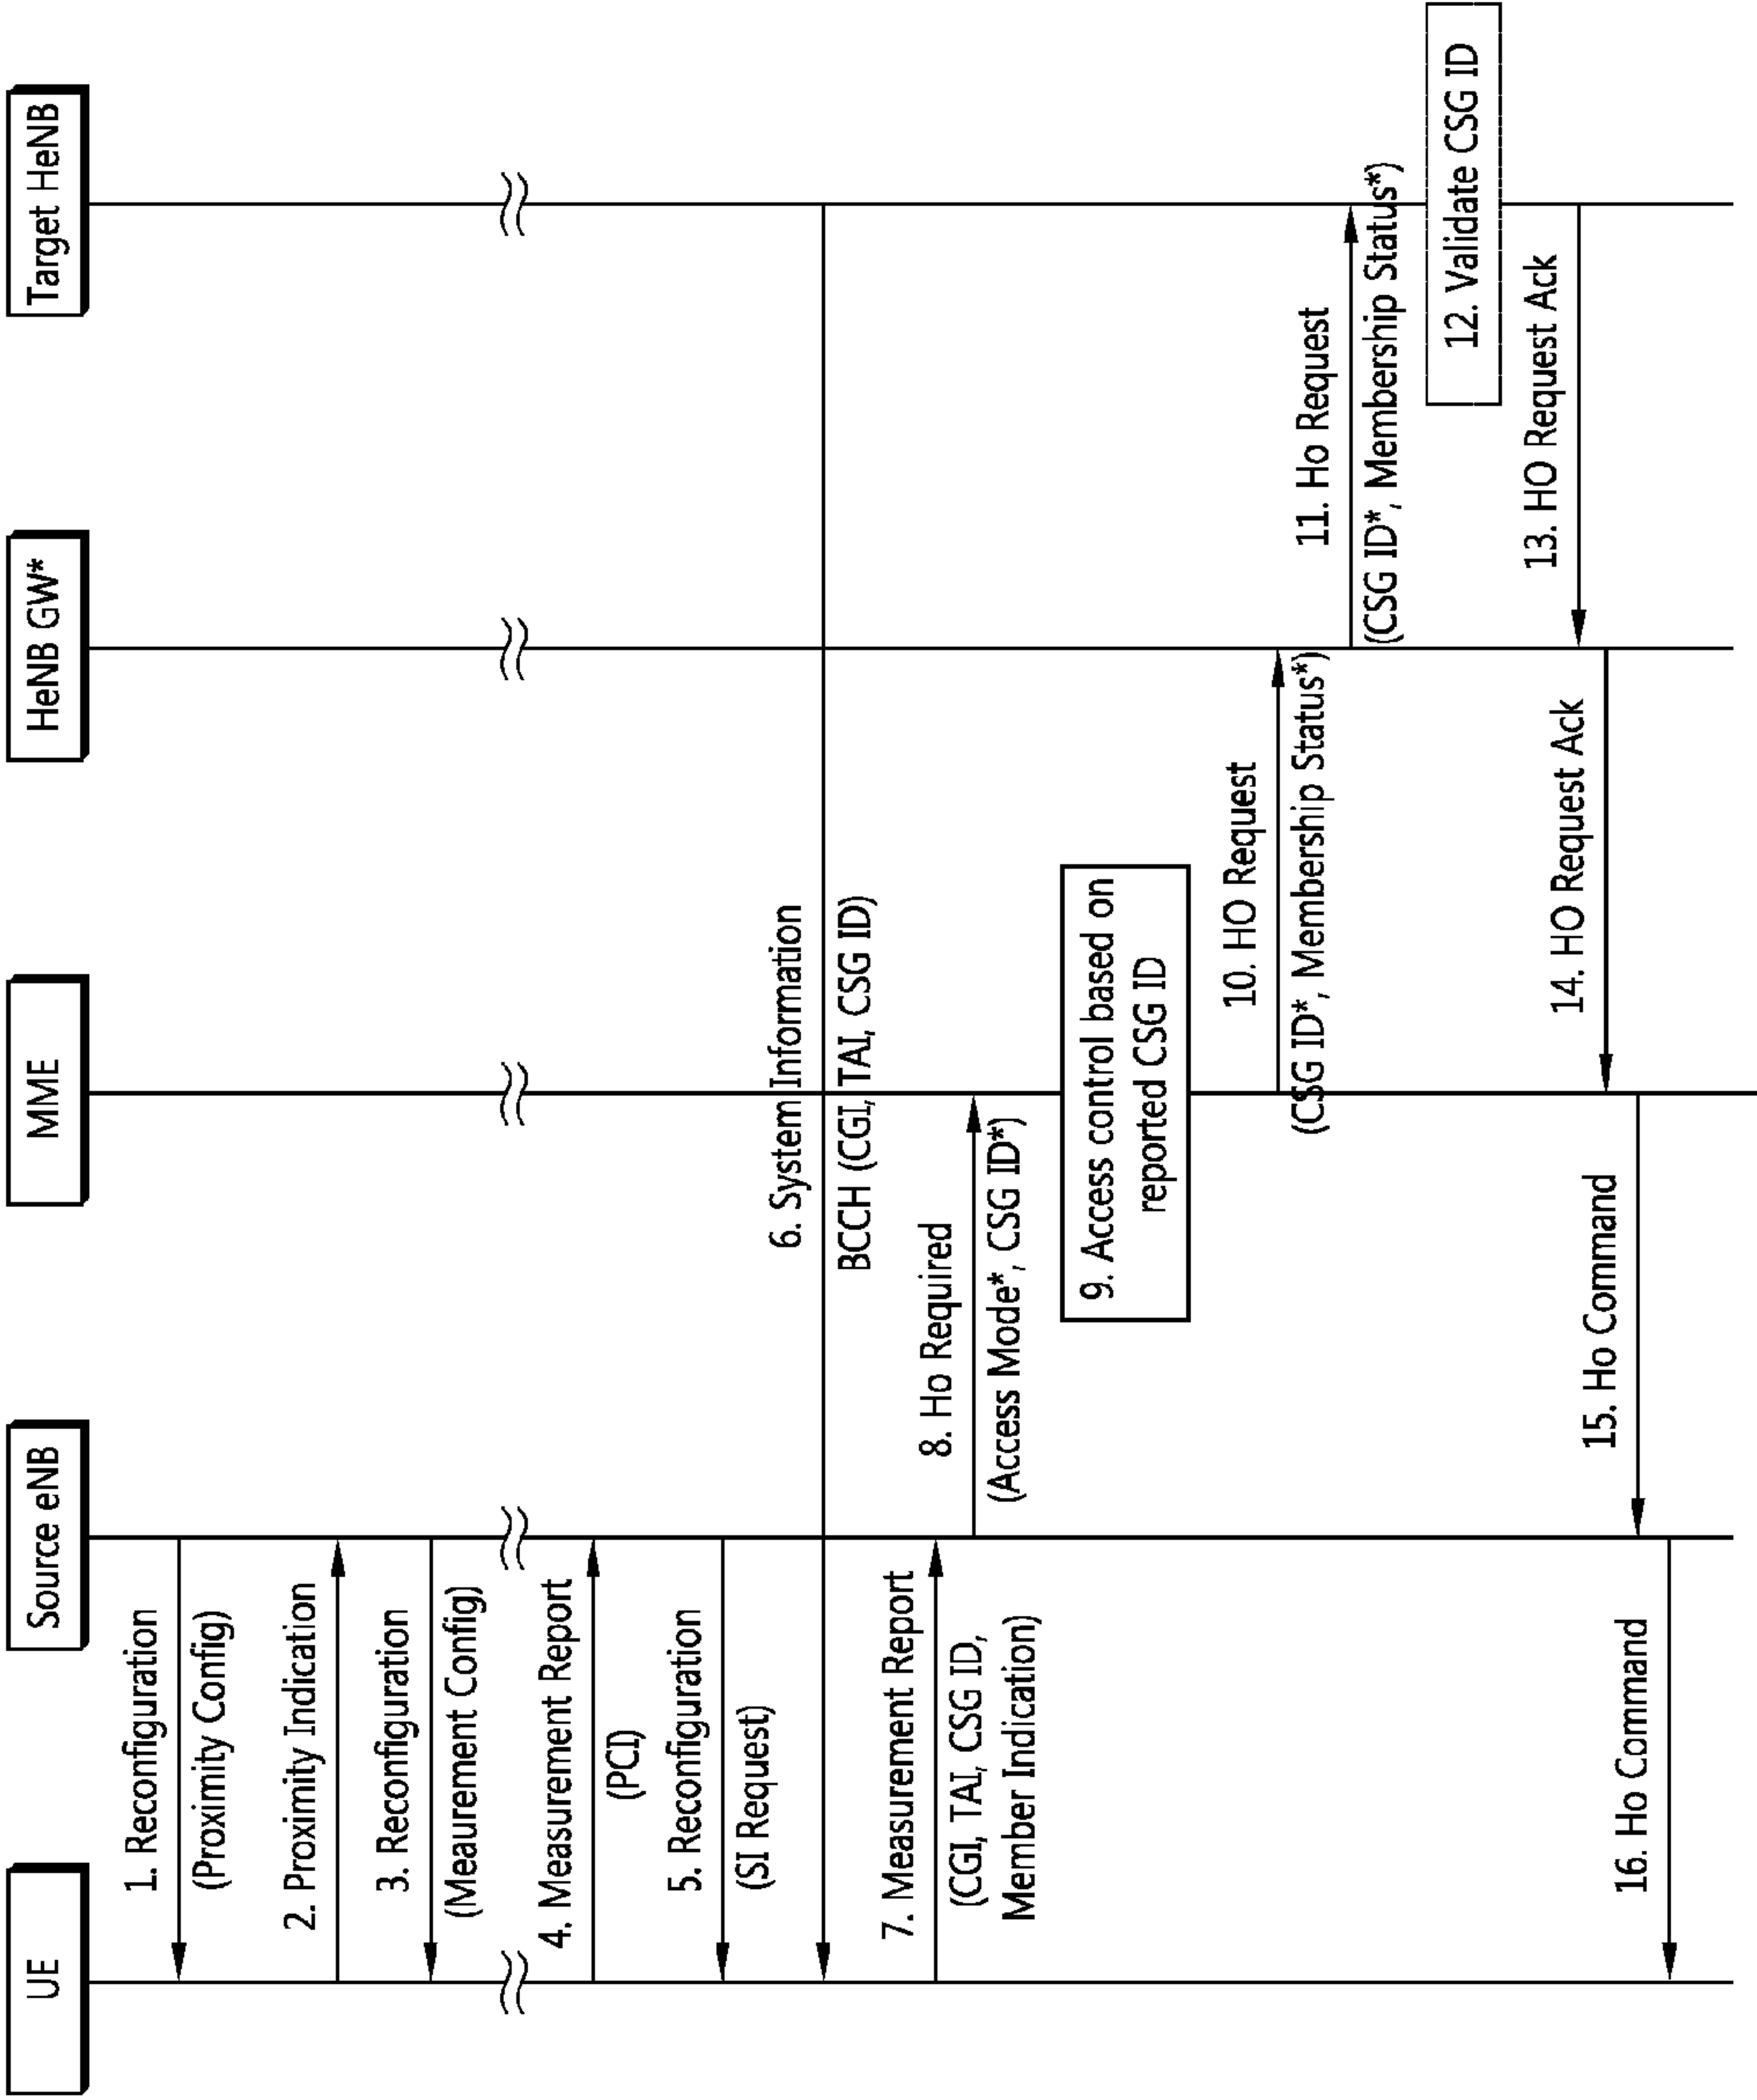 UE
Source eNB
MME
HeNB GW*
Target HeNB
1. Reconfiguration
(Proximity Config)
2. Proximity Indication
3. Reconfiguration
(Meaurement Config)
4. Measurement Report
(PCI)
5. Reconfiguration
(SI Request)
6. System Information
BCCH (CGI, TAI, CSG ID)
7. Measurement Report
(CGI, TAI, CSG ID,
Member Indication)
8. Ho Required
(Access Mode*, CSG ID*)
9. Access control based on
reported CSG ID
10. HO Request
(CSG ID*, Membership Status*)
11. Ho Request
(CSG ID*, Membership Status*)
12. Validate CSG ID
13. HO Request Ack
14. HO Request Ack
15. Ho Command
16. Ho Command